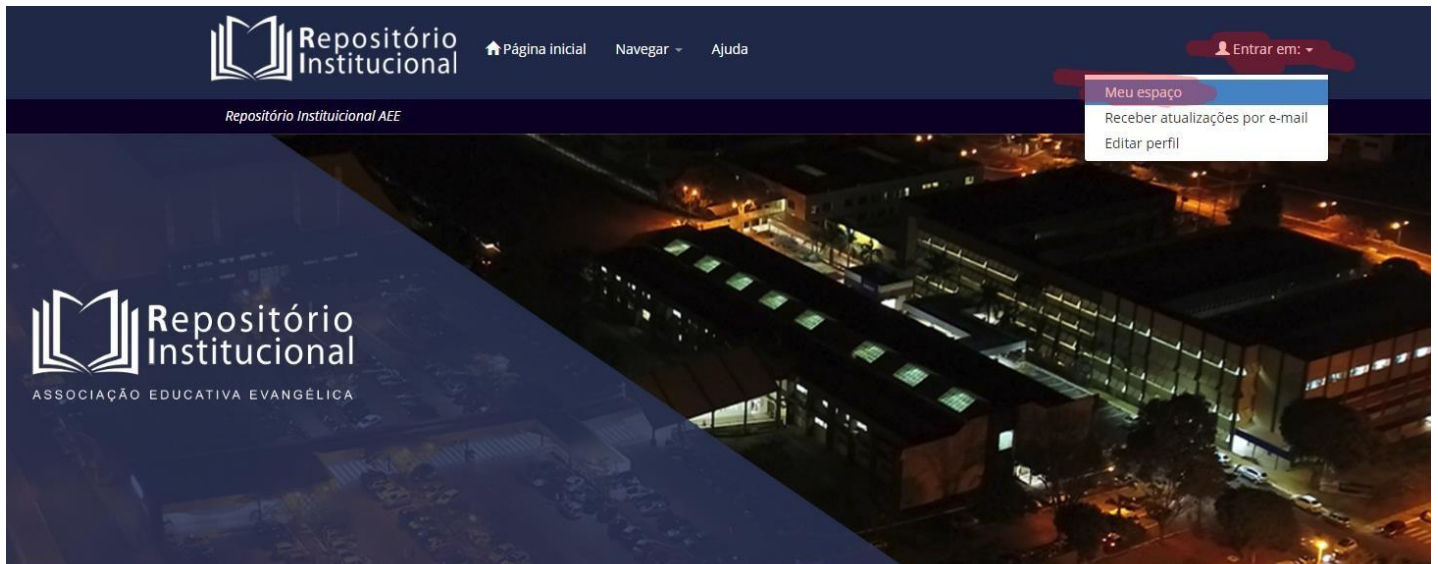 Repositório
Institucional
Página inicial Navegar Ajuda
Entrar em:
Meu espaço
Receber atualizações por e-mail
Editar perfil
Repositório Instituicional AEE
Repositório
Institucional
ASSOCIAÇÃO EDUCATIVA EVANGÉLICA